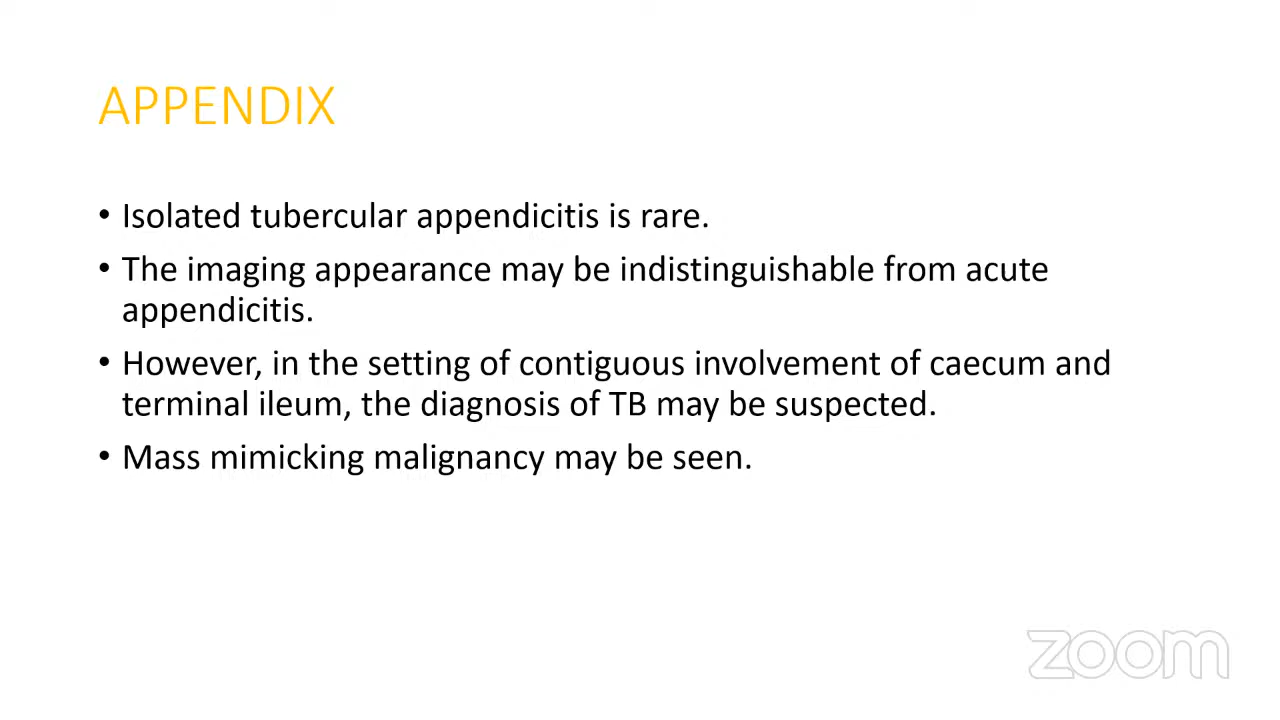 APPENDIX
• Isolated tubercular appendicitis is rare.
• The imaging appearance may be indistinguishable from acute
appendicitis.
• However, in the setting of contiguous involvement of caecum and
terminal ileum, the diagnosis of TB may be suspected.
• Mass mimicking malignancy may be seen.
zoom